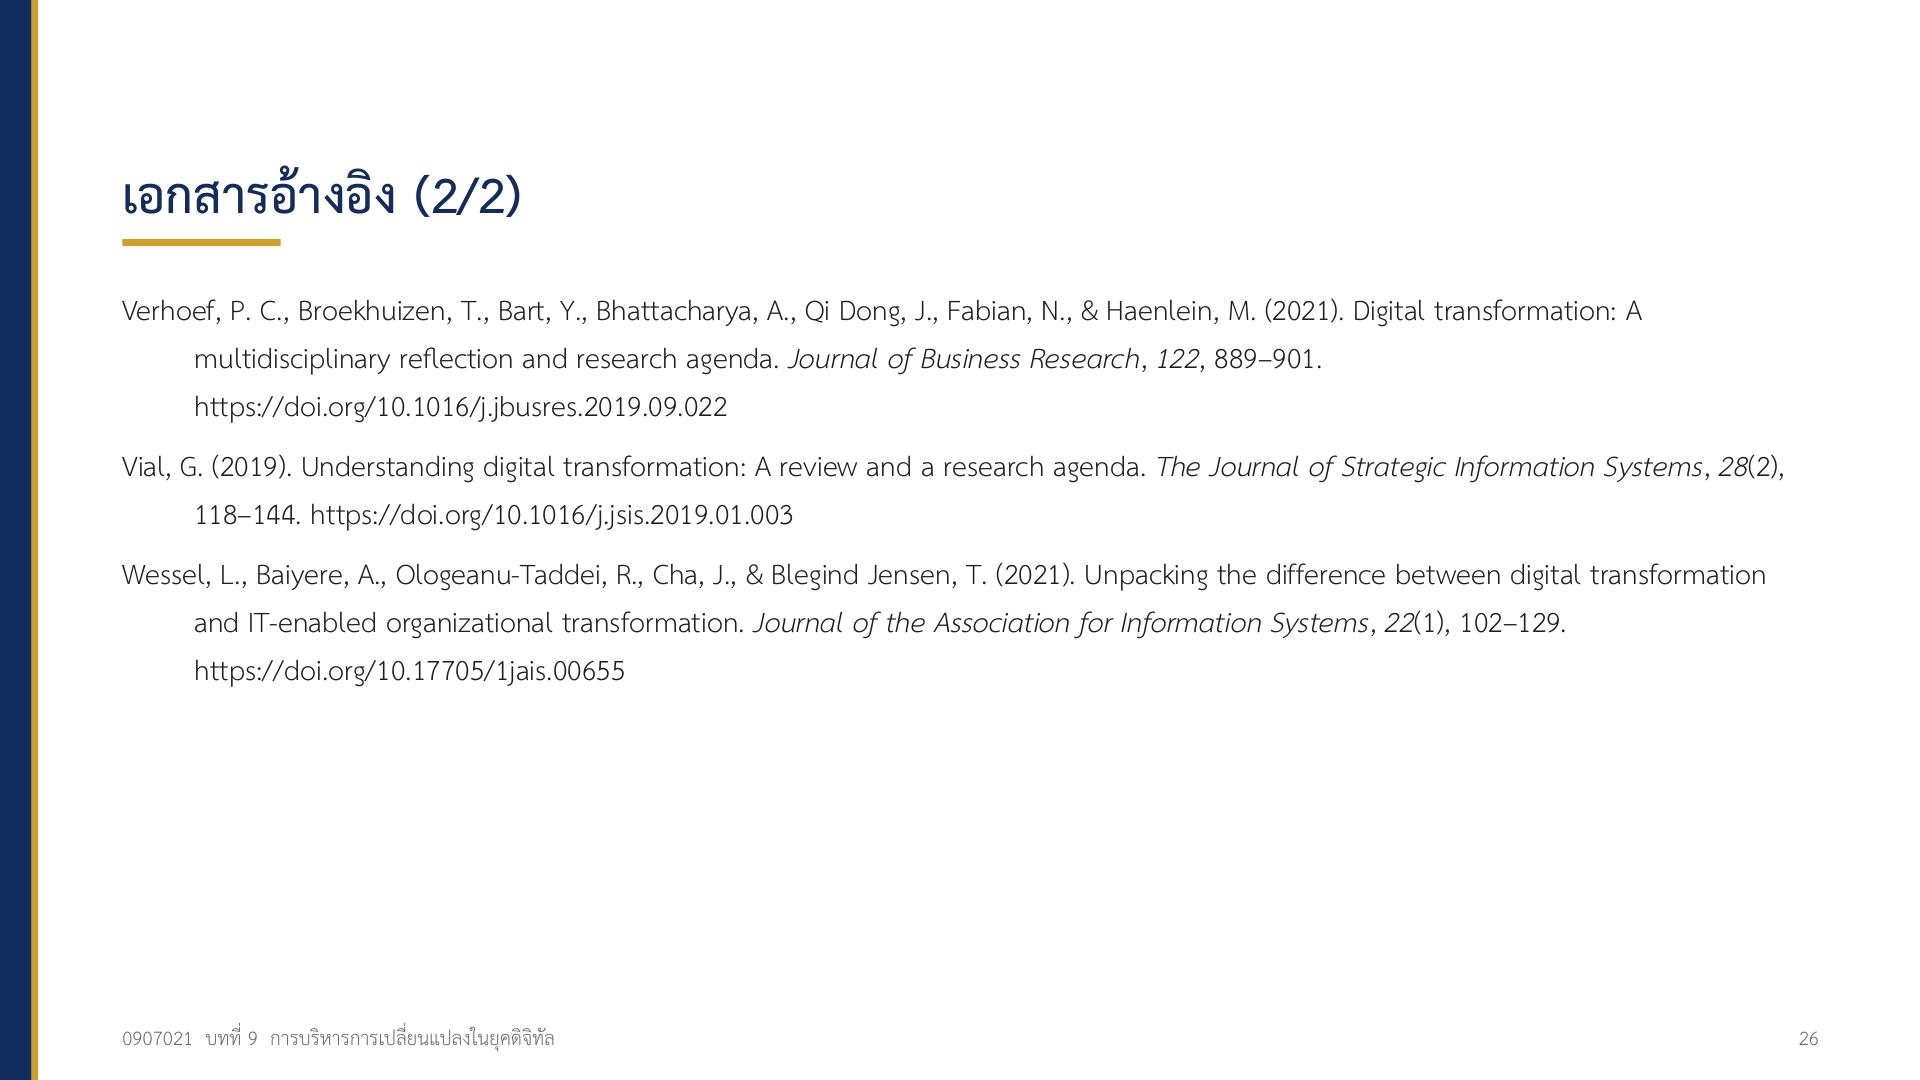 เอกสารอ้างอิง (2/2)
Verhoef, P. C., Broekhuizen, T., Bart, Y., Bhattacharya, A., Qi Dong, J., Fabian, N., & Haenlein, M. (2021). Digital transformation: A
multidisciplinary reflection and research agenda. Journal of Business Research, 122, 889–901.
https://doi.org/10.1016/j.jbusres.2019.09.022
Vial, G. (2019). Understanding digital transformation: A review and a research agenda. The Journal of Strategic Information Systems, 28(2),
118–144. https://doi.org/10.1016/j.jsis.2019.01.003
Wessel, L., Baiyere, A., Ologeanu-Taddei, R., Cha, J., & Blegind Jensen, T. (2021). Unpacking the difference between digital transformation
and IT-enabled organizational transformation. Journal of the Association for Information Systems, 22(1), 102–129.
https://doi.org/10.17705/1jais.00655
0907021 บทที่ 9 การบริหารการเปลี่ยนแปลงในยุคดิจิทัล
26